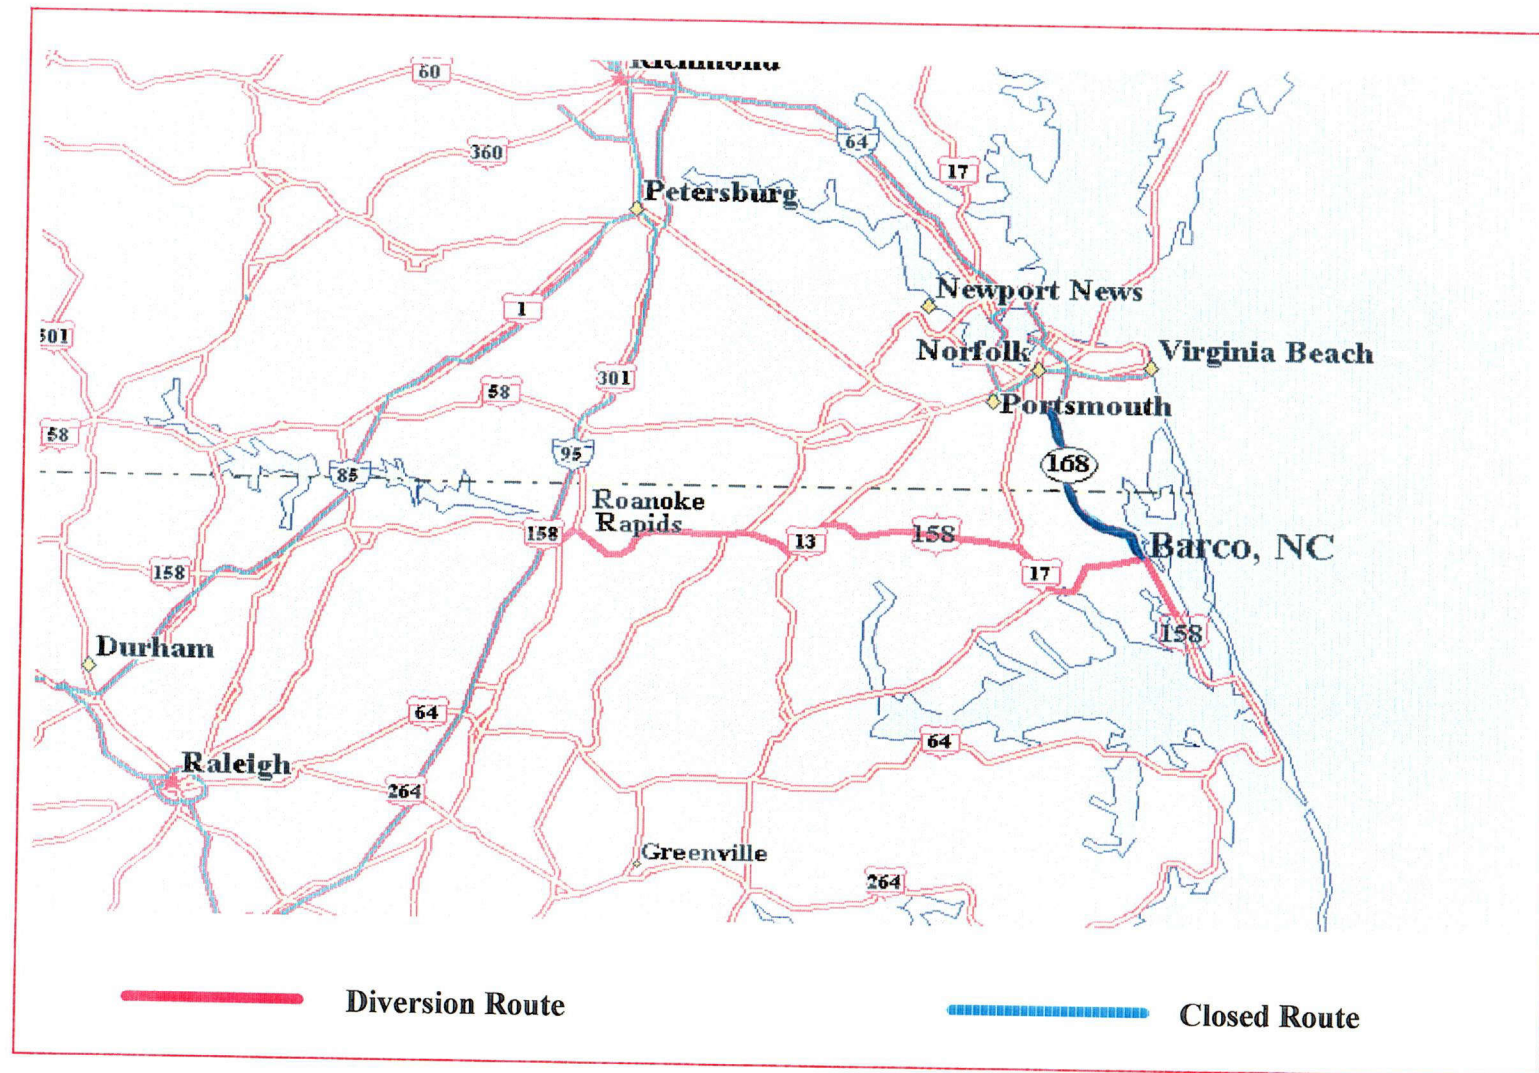 Richmond
60
64
360
17
Petersburg
Newport News
1
501
Norfolk
Virginia Beach
301
58
Portsmouth
58
95
168
85
Roanoke
Rapids
158
13
158
Barco, NC
158
17
158
Durham
64
64
Raleigh
264
Greenville
264
Diversion Route
Closed Route